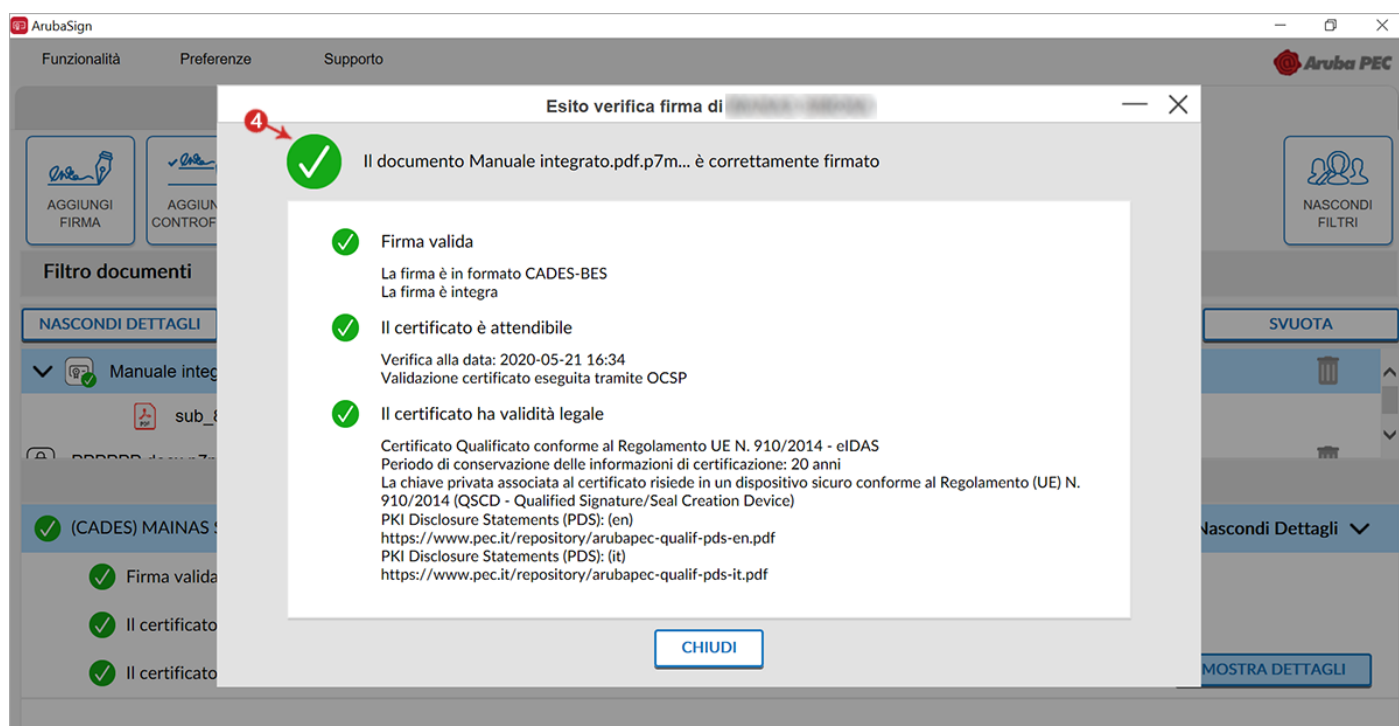 ArubaSign
Funzionalità Preferenze Supporto
Aruba PEC
Esito verifica firma di
4
Il documento Manuale integrato.pdf.p7m... è correttamente firmato
AGGIUNGI
FIRMA
AGGIUN
CONTROF
NASCONDI
FILTRI
Firma valida
La firma è in formato CADES-BES
La firma è integra
Filtro documenti
NASCONDI DETTAGLI
SVUOTA
Il certificato è attendibile
Verifica alla data: 2020-05-21 16:34
Validazione certificato eseguita tramite OCSP
Manuale integ
PDF
sub_8
Il certificato ha validità legale
Certificato Qualificato conforme al Regolamento UE N. 910/2014 - eIDAS
Periodo di conservazione delle informazioni di certificazione: 20 anni
La chiave privata associata al certificato risiede in un dispositivo sicuro conforme al Regolamento (UE) N.
910/2014 (QSCD - Qualified Signature/Seal Creation Device)
PKI Disclosure Statements (PDS): (en)
https://www.pec.it/repository/arubapec-qualif-pds-en.pdf
PKI Disclosure Statements (PDS): (it)
https://www.pec.it/repository/arubapec-qualif-pds-it.pdf
(CADES) MAINAS S
Nascondi Dettagli
Firma valida
Il certificato
Il certificato
CHIUDI
MOSTRA DETTAGLI